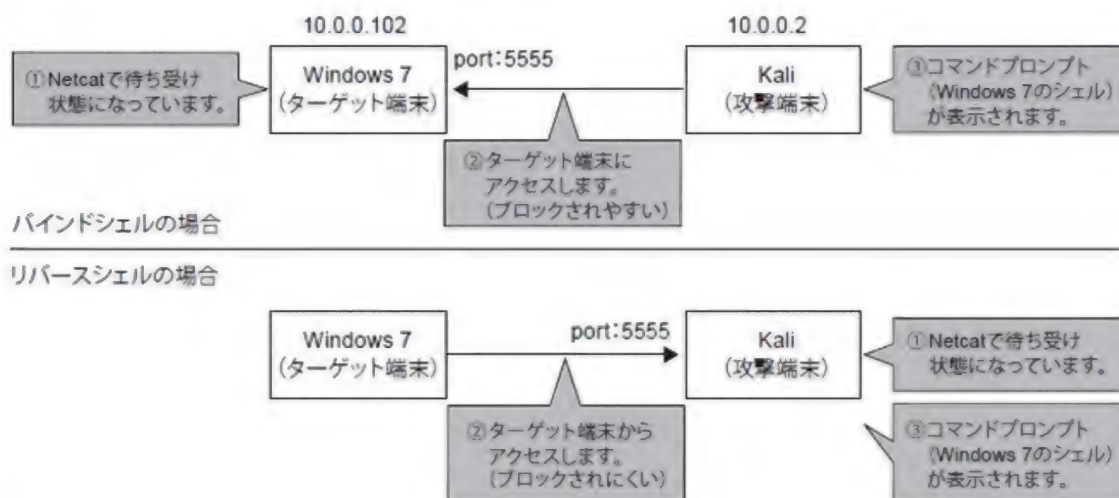 10.0.0.102
10.0.0.2
①Netcatで待ち受け
状態になっています。
Windows 7
(ターゲット端末)
port:5555
Kali
(攻撃端末)
③コマンドプロンプト
(Windows 7のシェル)
が表示されます。
②ターゲット端末に
アクセスします。
(ブロックされやすい)
バインドシェルの場合
リバースシェルの場合
Windows 7
(ターゲット端末)
port:5555
Kali
(攻撃端末)
①Netcatで待ち受け
状態になっています。
②ターゲット端末から
アクセスします。
(ブロックされにくい)
③コマンドプロンプト
(Windows 7のシェル)
が表示されます。